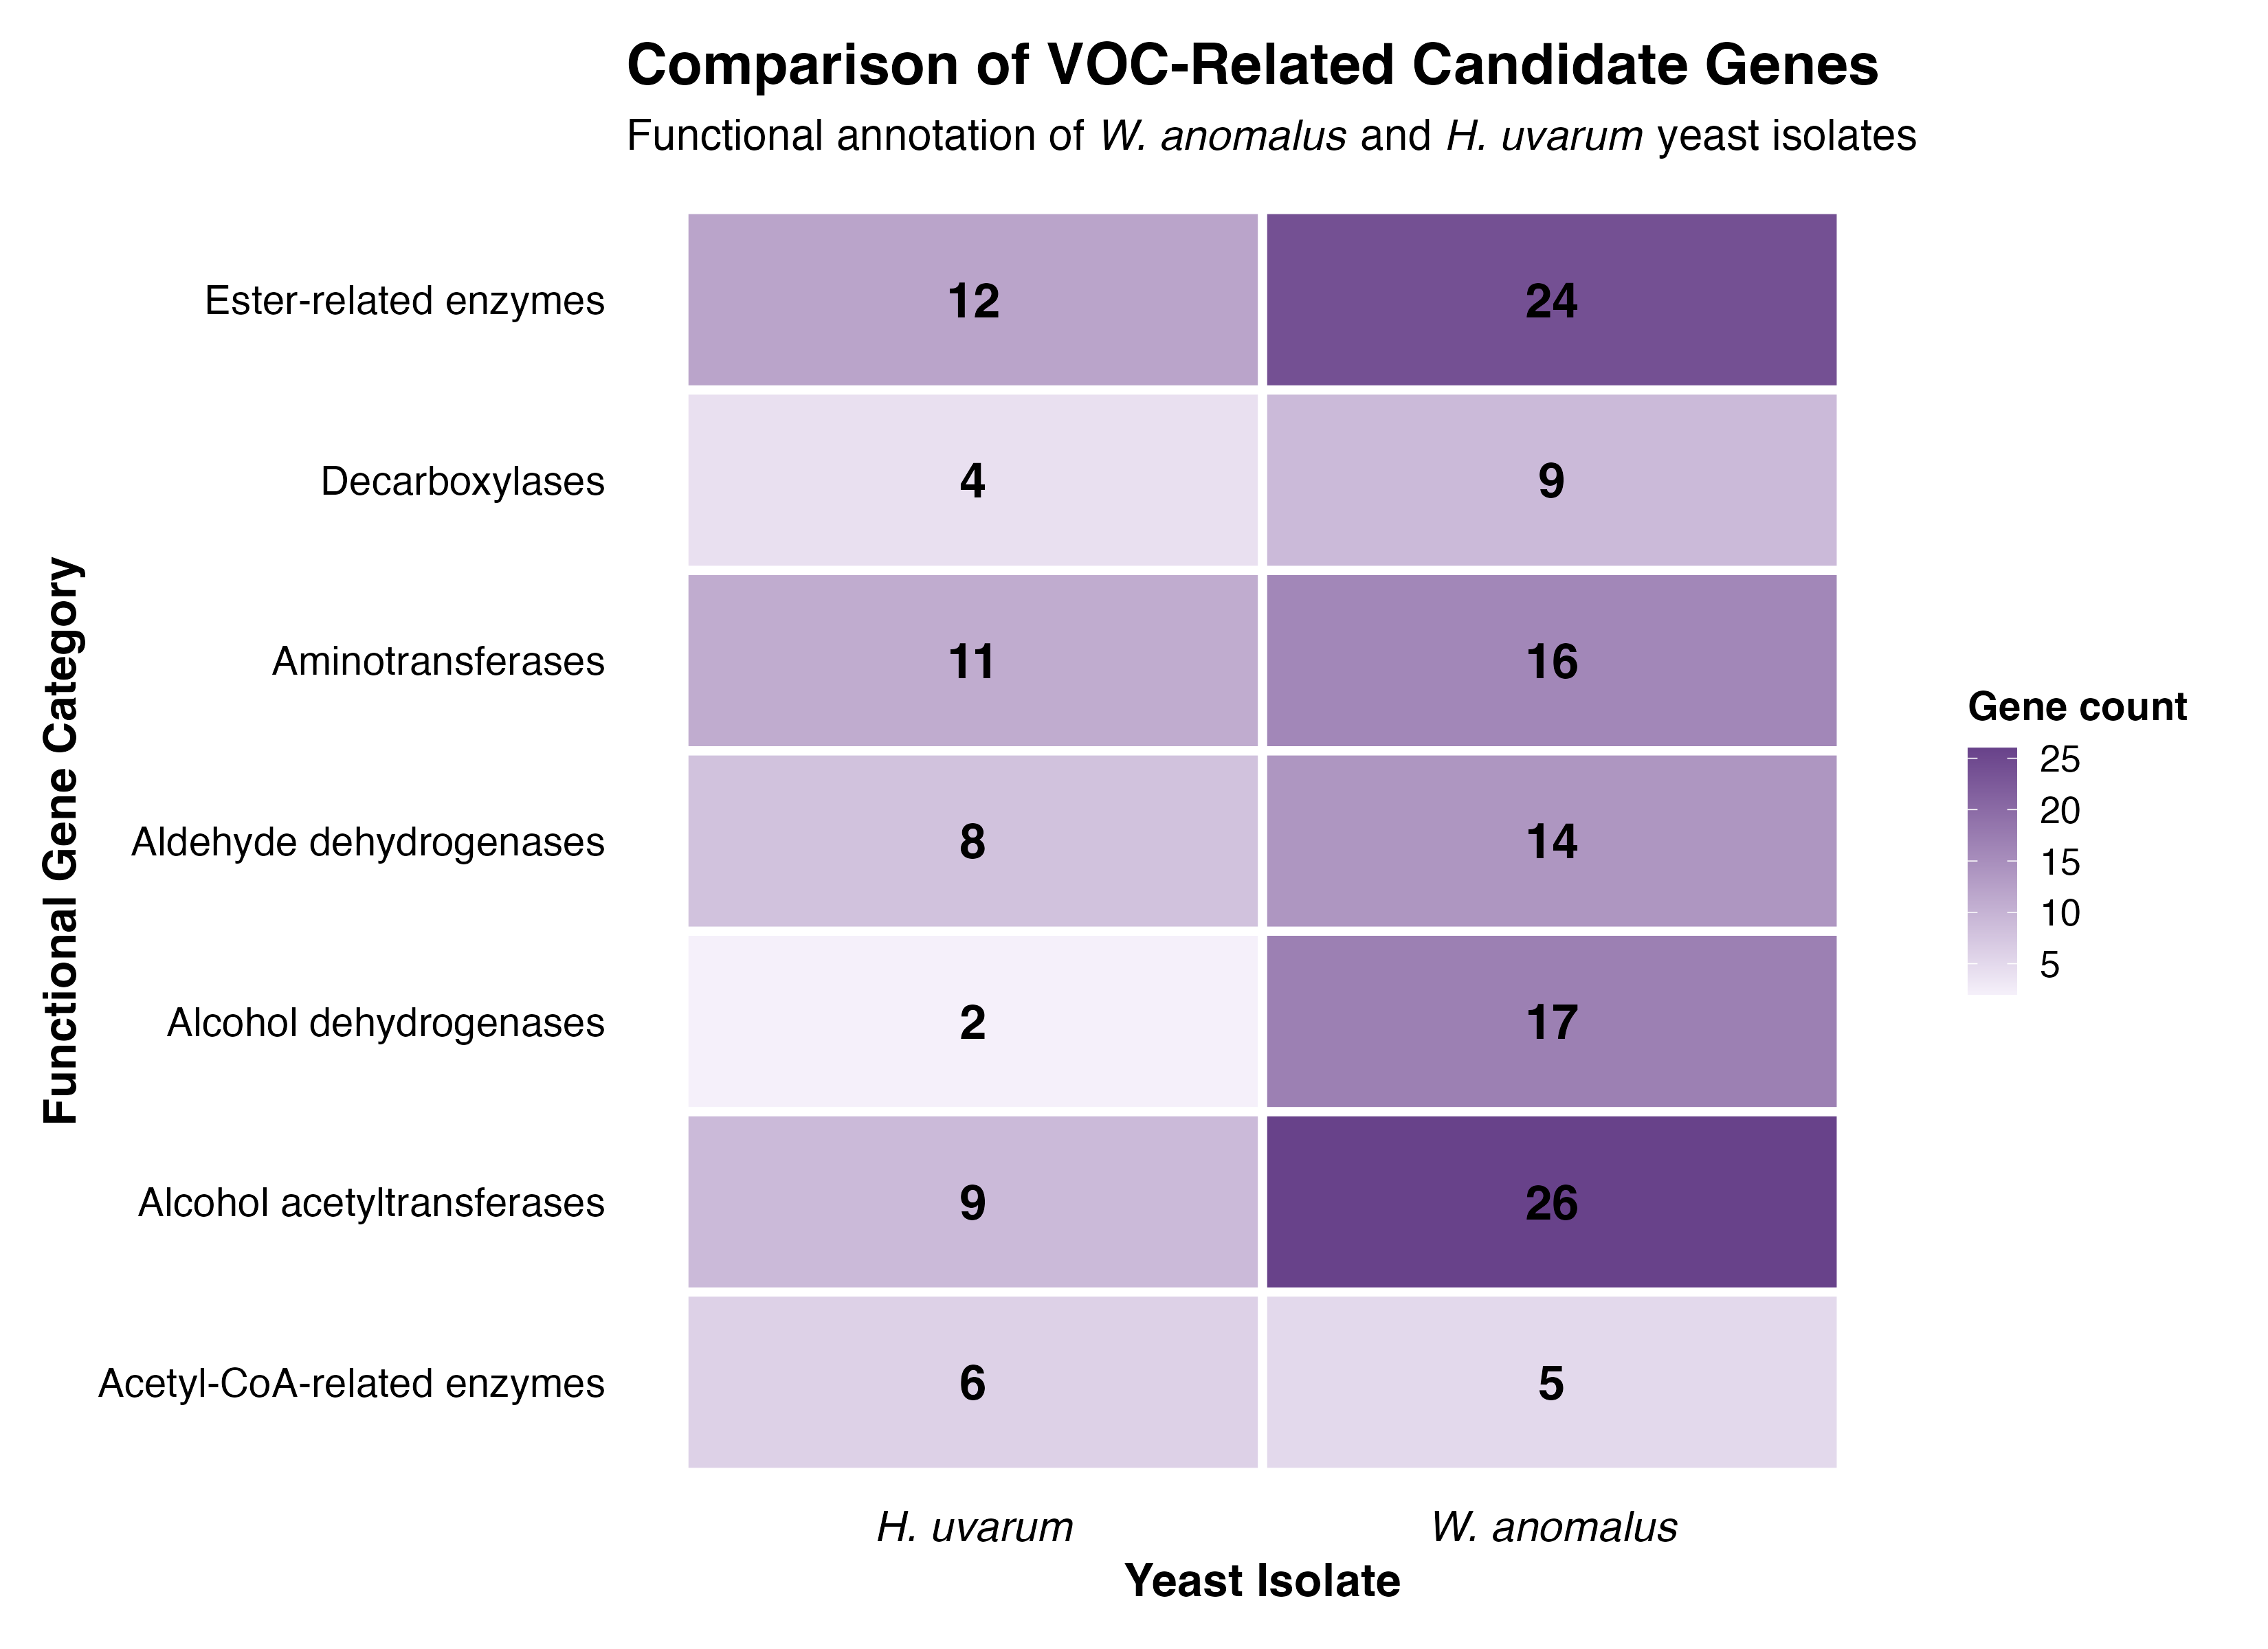 Comparison of VOC-Related Candidate Genes
Functional annotation of W. anomalus and H. uvarum yeast isolates
Functional Gene Category
Ester-related enzymes 12 24
Decarboxylases 4 9
Aminotransferases 11 16
Aldehyde dehydrogenases 8 14
Alcohol dehydrogenases 2 17
Alcohol acetyltransferases 9 26
Acetyl-CoA-related enzymes 6 5
H. uvarum W. anomalus
Yeast Isolate
Gene count
25
20
15
10
5